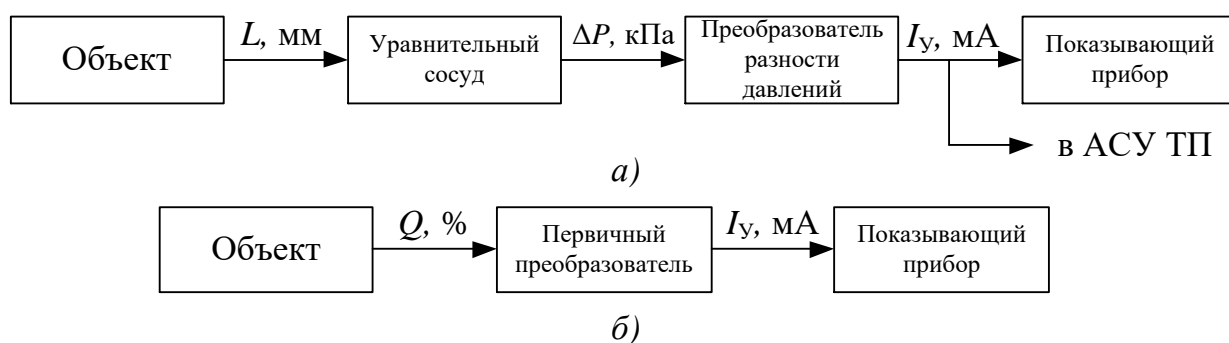 Объект
L, мм
Уравнительный
сосуд
ΔP, кПа
Преобразователь
разности
давлений
Iу, мА
Показывающий
прибор
в АСУ ТП
а)
Объект
Q, %
Первичный
преобразователь
Iу, мА
Показывающий
прибор
б)